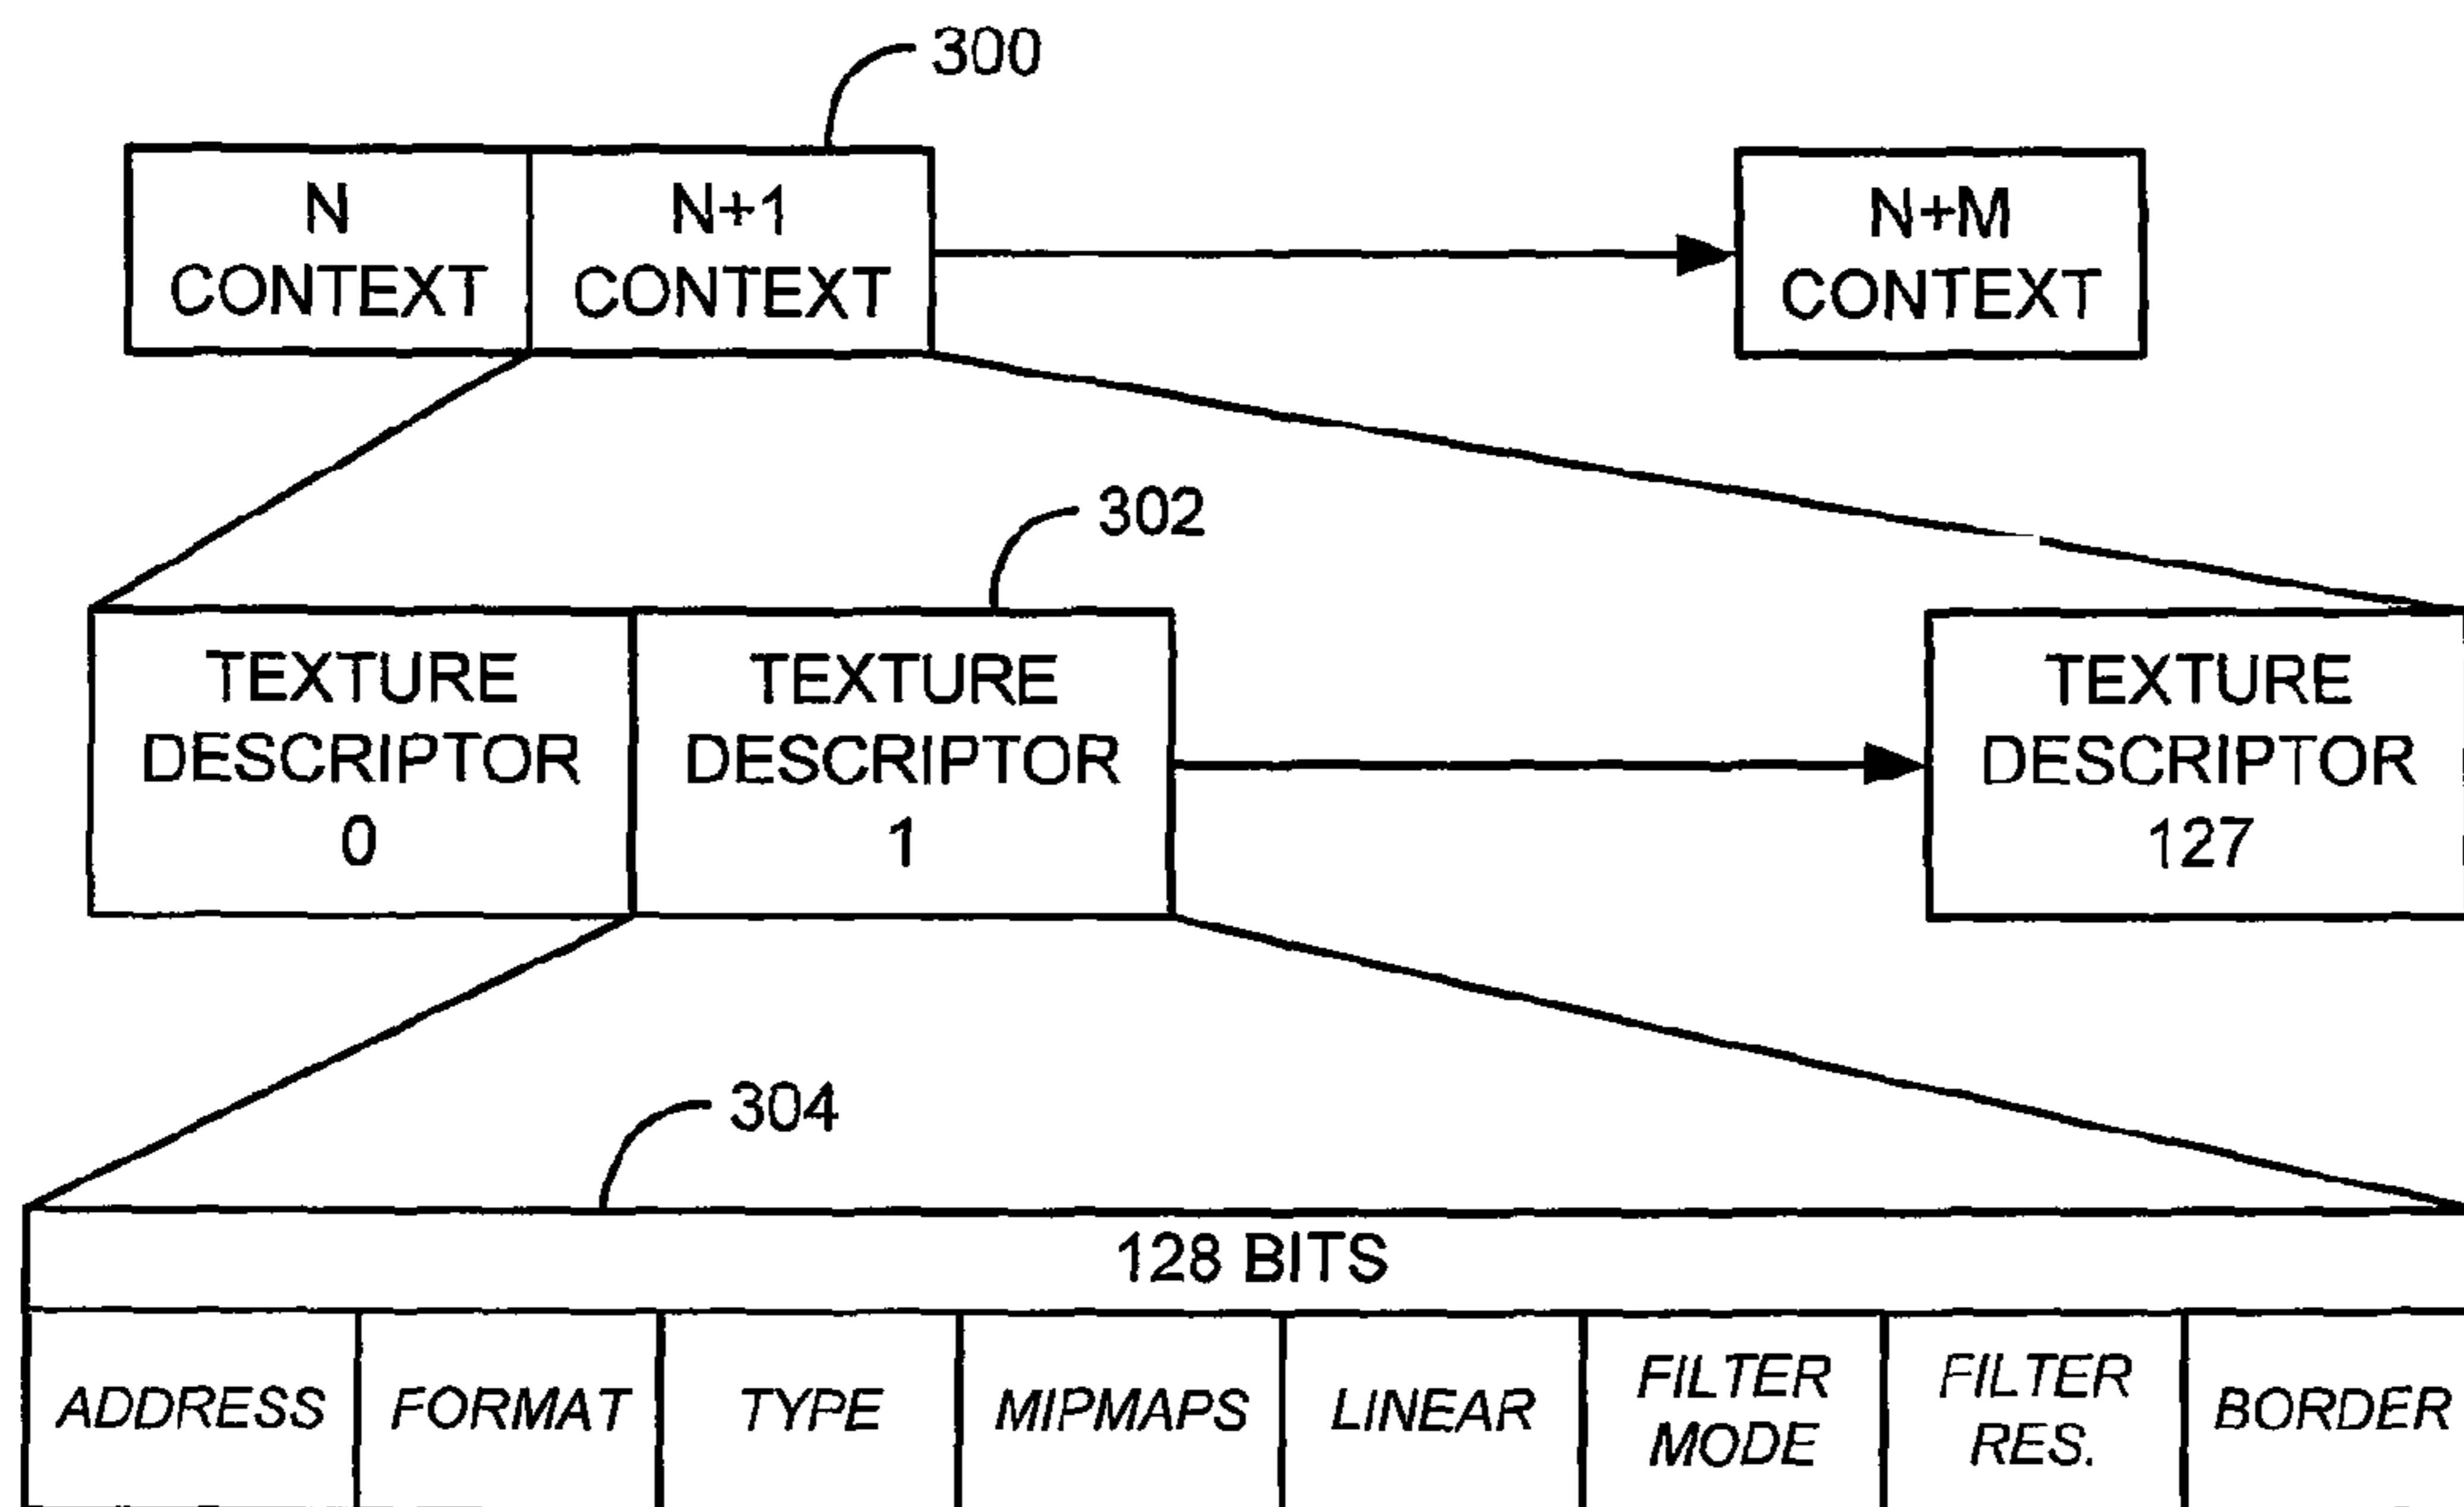 300
N
CONTEXT
N+1
CONTEXT
N+M
CONTEXT
302
TEXTURE
DESCRIPTOR
0
TEXTURE
DESCRIPTOR
1
TEXTURE
DESCRIPTOR
127
304
128 BITS
ADDRESS
FORMAT
TYPE
MIPMAPS
LINEAR
FILTER
MODE
FILTER
RES.
BORDER